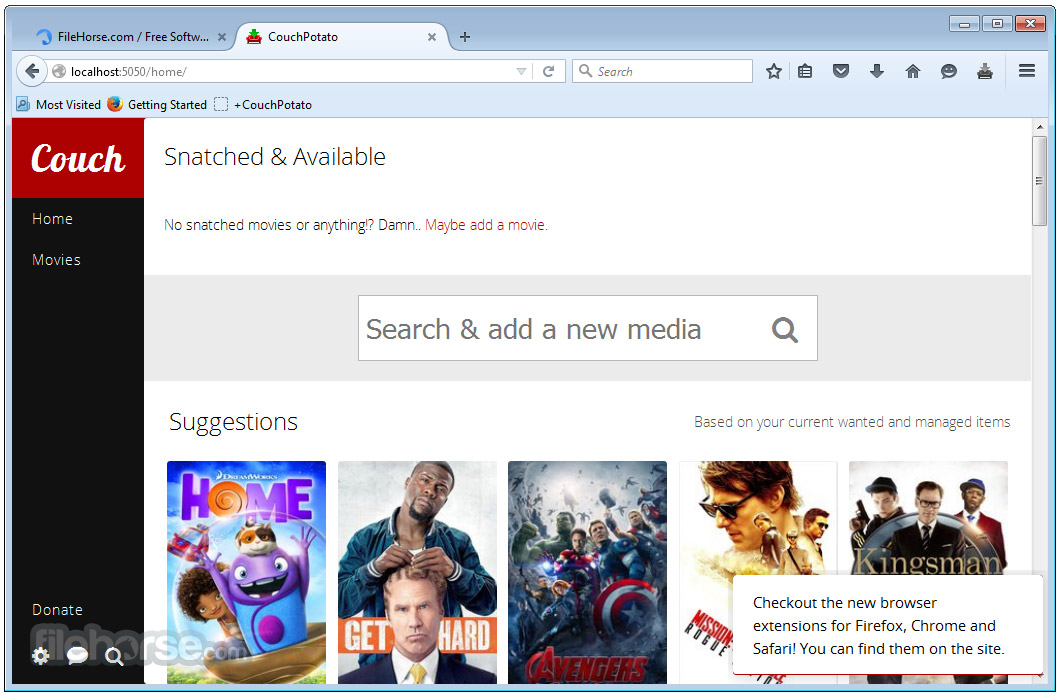 FileHorse.com / Free Softw...
CouchPotato
localhost:5050/home/
Search
Most Visited
Getting Started
+CouchPotato
Couch
Home
Movies
Donate
filehorse.com
Snatched & Available
No snatched movies or anything!? Damn.. Maybe add a movie.
Search & add a new media
Suggestions
Based on your current wanted and managed items
DREAMWORKS
HOME
GET HARD
AVENGERS
MISSION:
ROGUE
Kingsman
Checkout the new browser
extensions for Firefox, Chrome and
Safari! You can find them on the site.